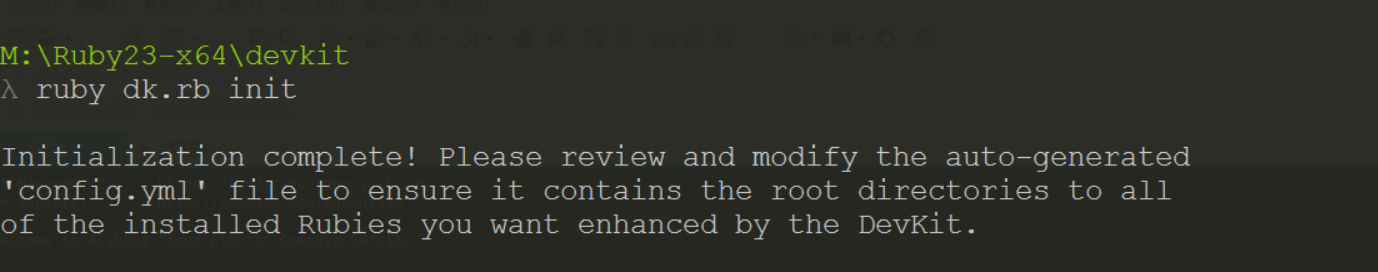 M:\Ruby23-x64\devkit
λ ruby dk.rb init
Initialization complete! Please review and modify the auto-generated
'config.yml' file to ensure it contains the root directories to all
of the installed Rubies you want enhanced by the DevKit.